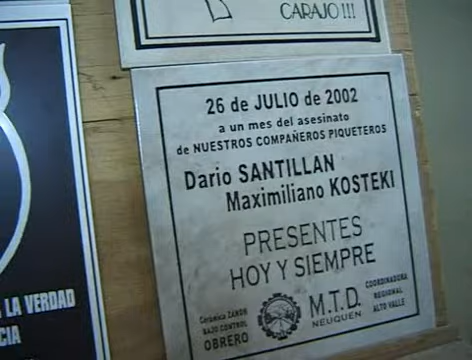 CARAJO!!!
26 de JULIO de 2002
a un mes del asesinato
de NUESTROS COMPAÑEROS PIQUETEROS
Dario SANTILLAN
Maximiliano KOSTEKI
PRESENTES
HOY Y SIEMPRE
Cerámica ZANON
BAJO CONTROL
OBRERO
M.T.D.
NEUQUEN
COORDINADORA
REGIONAL
ALTO VALLE
LA VERDAD
CIA